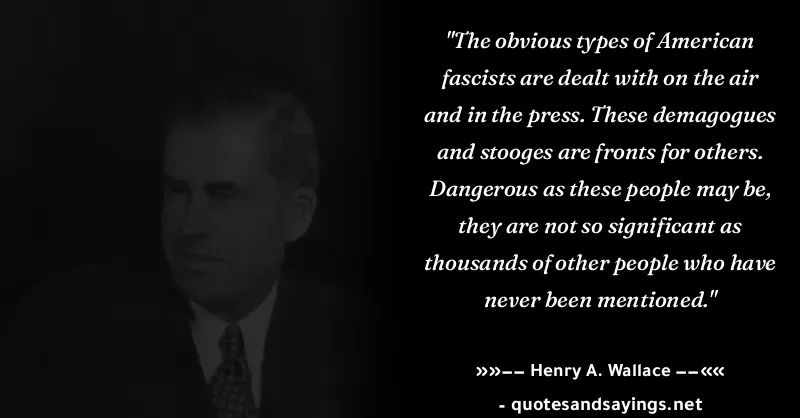 "The obvious types of American
fascists are dealt with on the air
and in the press. These demagogues
and stooges are fronts for others.
Dangerous as these people may be,
they are not so significant as
thousands of other people who have
never been mentioned."
»»−− Henry A. Wallace −−««
- quotesandsayings.net